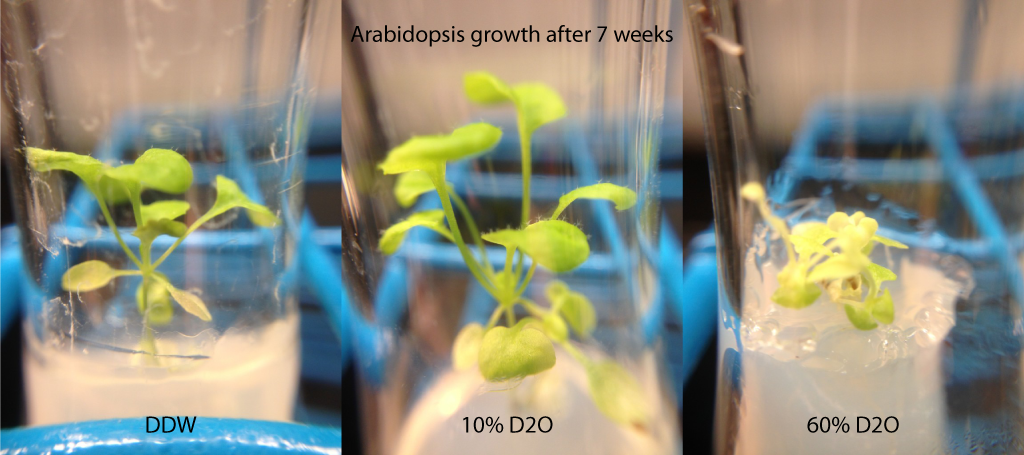 Arabidopsis growth after 7 weeks
DDW
10% D2O
60% D2O